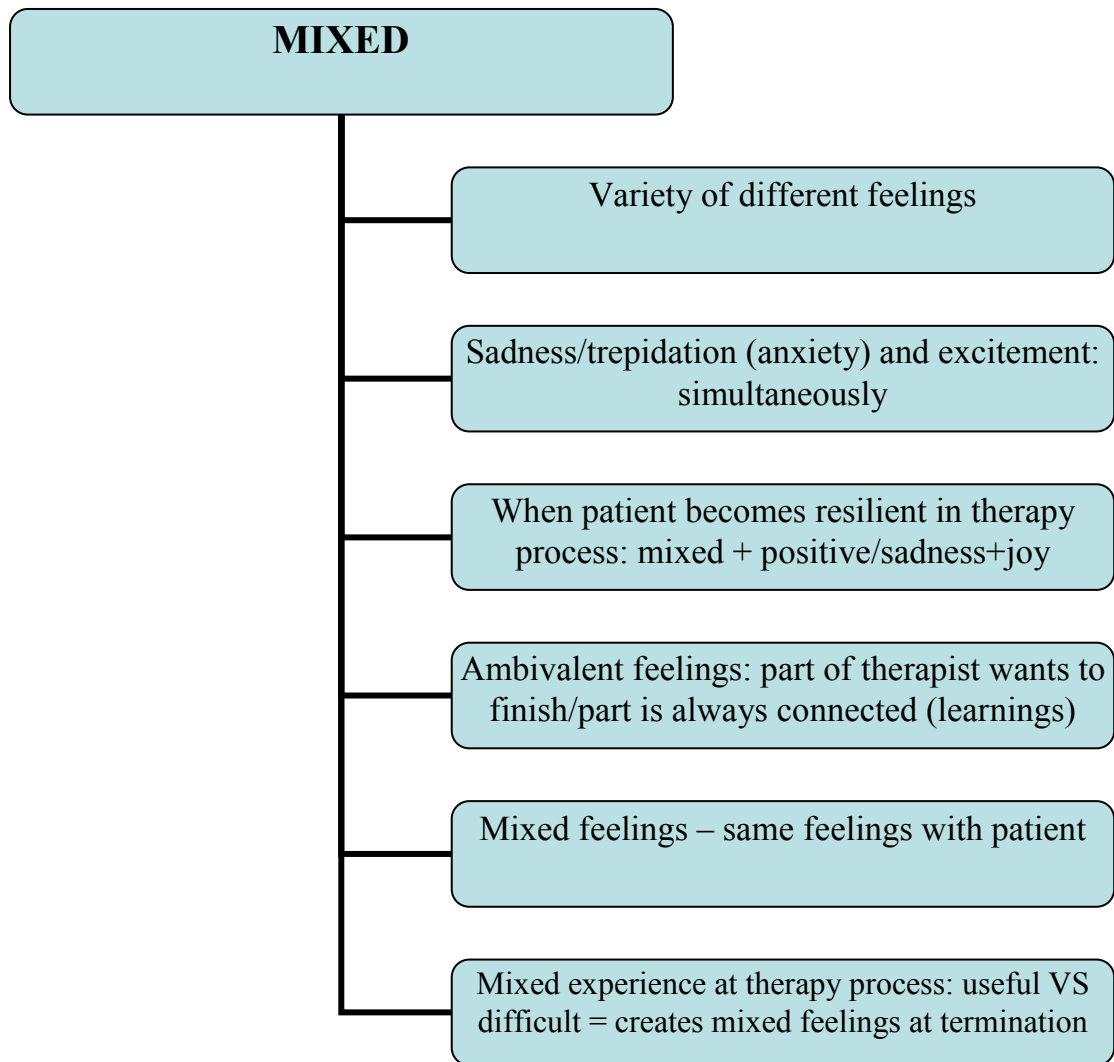 MIXED
Variety of different feelings
Sadness/trepidation (anxiety) and excitement:
simultaneously
When patient becomes resilient in therapy
process: mixed + positive/sadness+joy
Ambivalent feelings: part of therapist wants to
finish/part is always connected (learnings)
Mixed feelings – same feelings with patient
Mixed experience at therapy process: useful VS
difficult = creates mixed feelings at termination